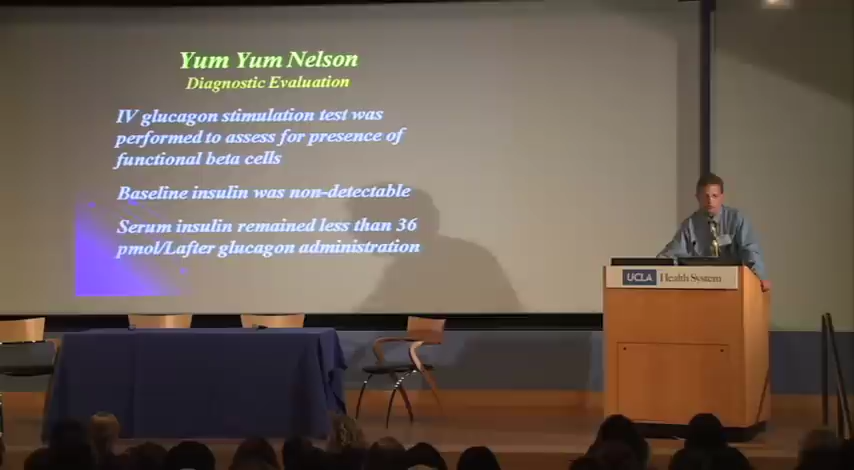 Yum Yum Nelson
Diagnostic Evaluation
IV glucagon stimulation test was
performed to assess for presence of
functional beta cells
Baseline insulin was non-detectable
Serum insulin remained less than 36
pmol/Lafter glucagon administration
UCLA Health System